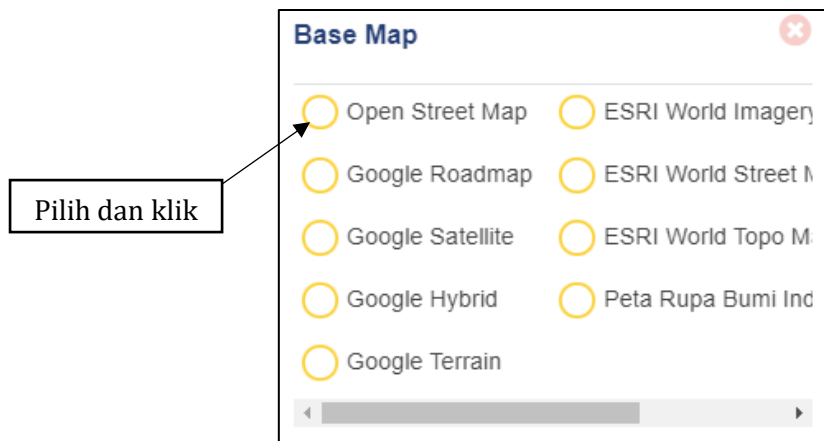 Base Map
Open Street Map
ESRI World Imagery
Google Roadmap
ESRI World Street M
Google Satellite
ESRI World Topo Ma
Google Hybrid
Peta Rupa Bumi Ind
Google Terrain
Pilih dan klik